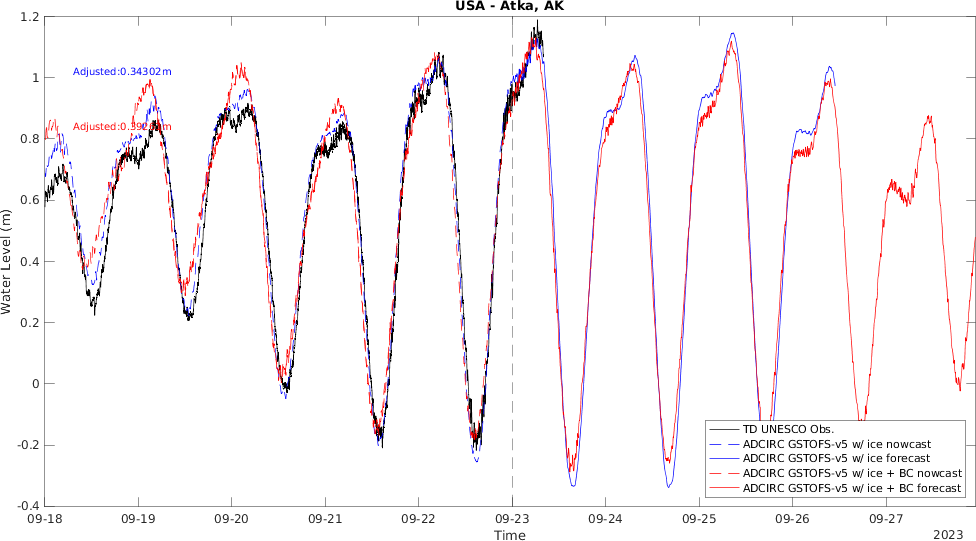 USA - Atka, AK
Water Level (m)
1.2
1
0.8
0.6
0.4
0.2
0
-0.2
-0.4
Adjusted:0.34302m
TD UNESCO Obs.
ADCIRC GSTOFS-v5 w/ ice nowcast
ADCIRC GSTOFS-v5 w/ ice forecast
ADCIRC GSTOFS-v5 w/ ice + BC nowcast
ADCIRC GSTOFS-v5 w/ ice + BC forecast
09-18 09-19 09-20 09-21 09-22 09-23 09-24 09-25 09-26 09-27
Time
2023